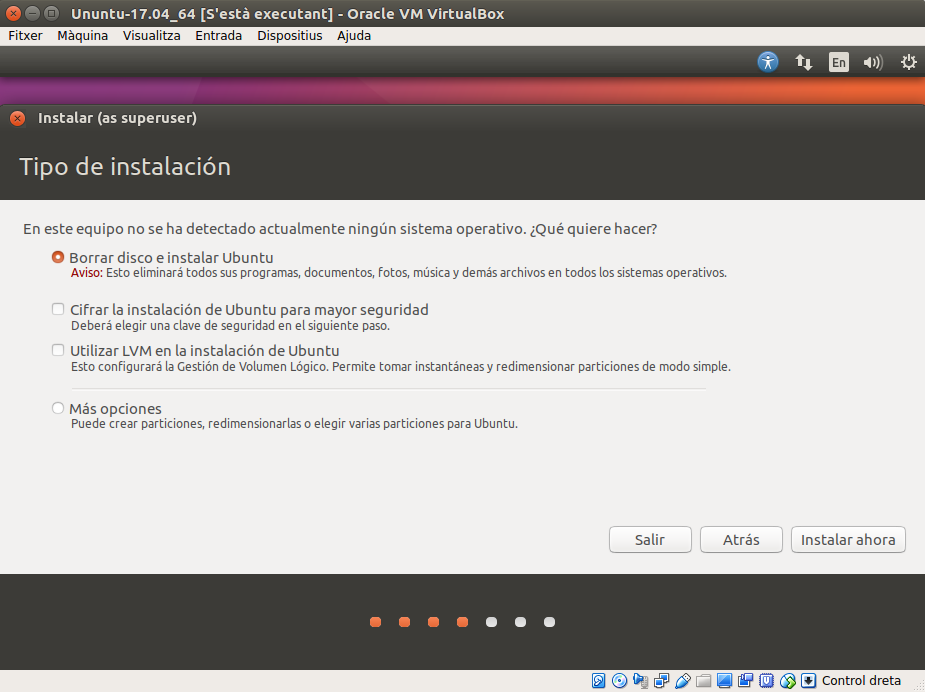 Ununtu-17.04_64 [S'està executant] - Oracle VM VirtualBox
Fitxer Màquina Visualitza Entrada Dispositius Ajuda
En
Instalar (as superuser)
Tipo de instalación
En este equipo no se ha detectado actualmente ningún sistema operativo. ¿Qué quiere hacer?
Borrar disco e instalar Ubuntu
Aviso: Esto eliminará todos sus programas, documentos, fotos, música y demás archivos en todos los sistemas operativos.
Cifrar la instalación de Ubuntu para mayor seguridad
Deberá elegir una clave de seguridad en el siguiente paso.
Utilizar LVM en la instalación de Ubuntu
Esto configurará la Gestión de Volumen Lógico. Permite tomar instantáneas y redimensionar particiones de modo simple.
Más opciones
Puede crear particiones, redimensionarlas o elegir varias particiones para Ubuntu.
Salir Atrás Instalar ahora
Control dreta